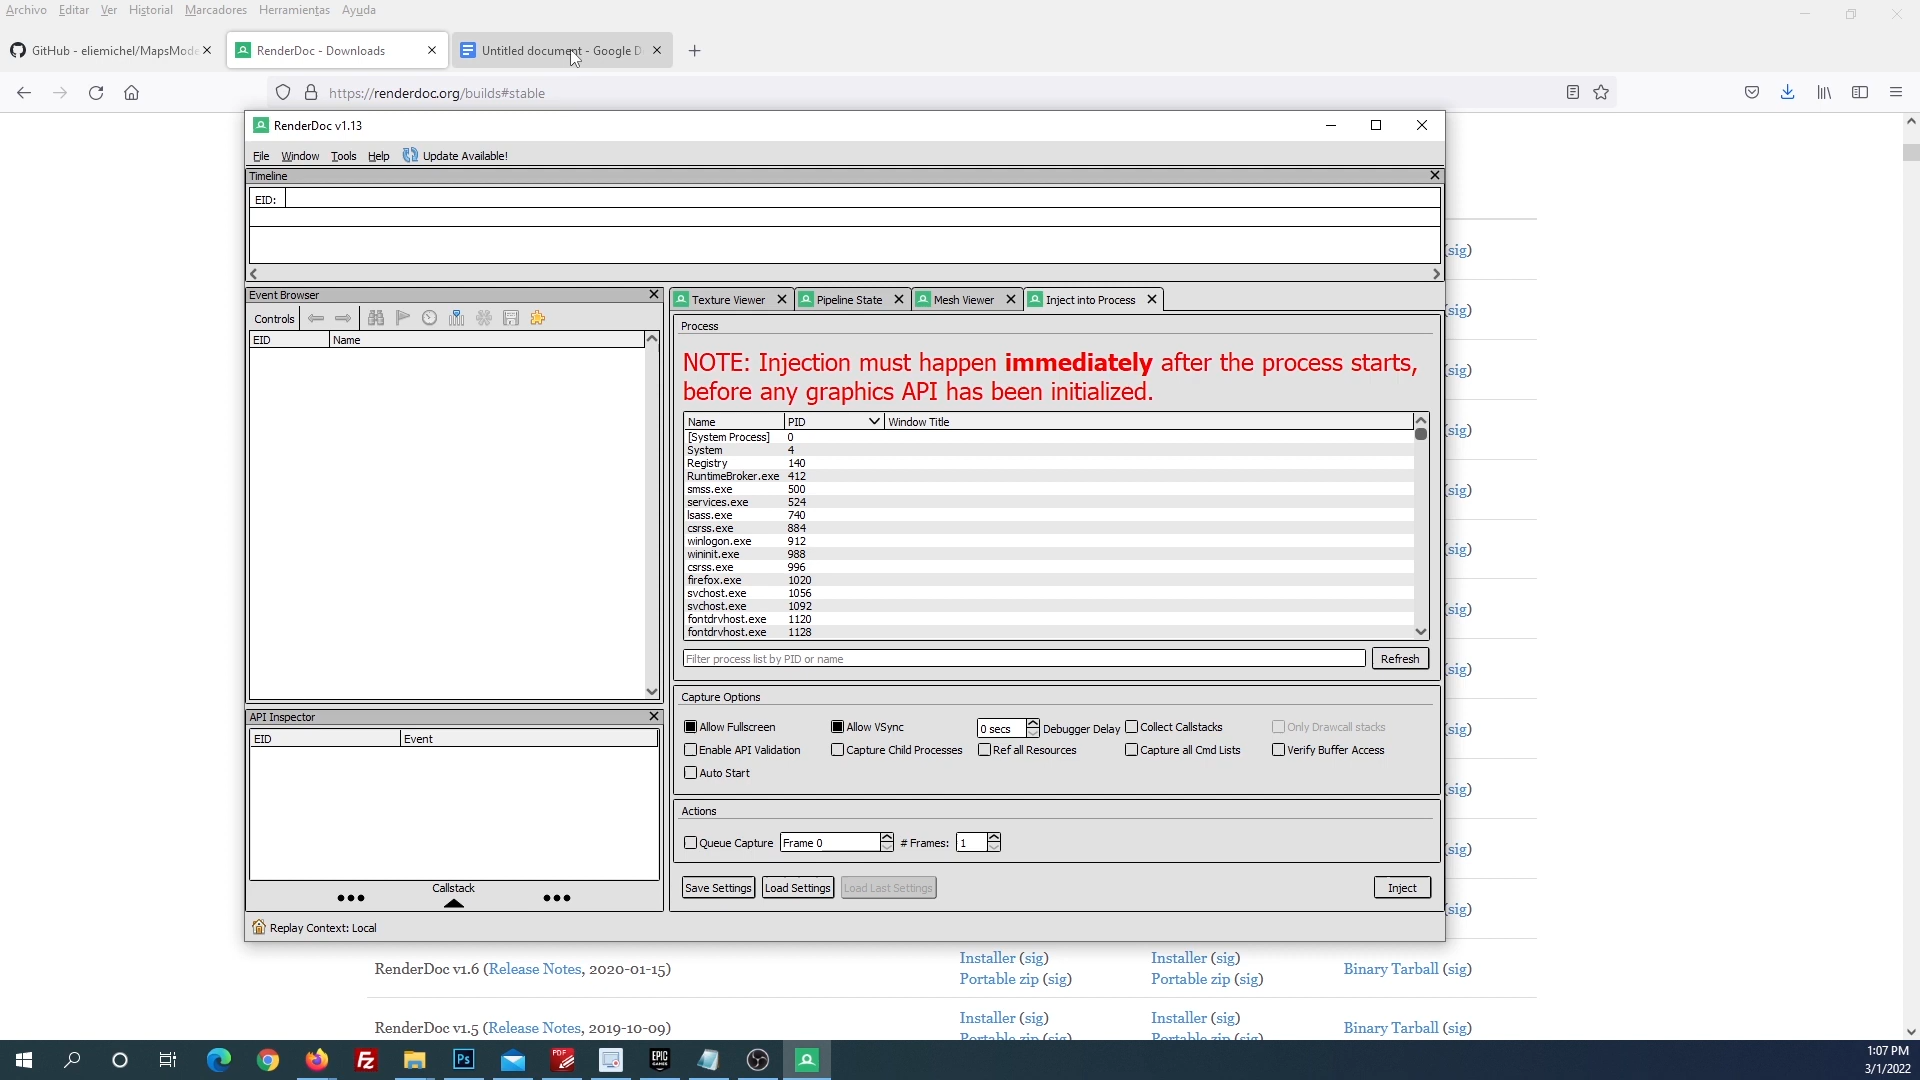 Archivo Editar Ver Historial Marcadores Herramientas Ayuda
GitHub - eliemichel/MapsMode
RenderDoc - Downloads
Untitled document - Google D
https://renderdoc.org/builds#stable
RenderDoc v1.13
File Window Tools Help Update Available!
Timeline
EID:
Event Browser
Controls
EID Name
API Inspector
EID Event
Callstack
Texture Viewer Pipeline State Mesh Viewer Inject into Process
Process
NOTE: Injection must happen immediately after the process starts,
before any graphics API has been initialized.
Name PID Window Title
[System Process] 0
System 4
Registry 140
RuntimeBroker.exe 412
smss.exe 500
services.exe 524
lsass.exe 740
csrss.exe 884
winlogon.exe 912
wininit.exe 988
csrss.exe 996
firefox.exe 1020
svchost.exe 1056
svchost.exe 1092
fontdrvhost.exe 1120
fontdrvhost.exe 1128
Filter process list by PID or name
Refresh
Capture Options
Allow Fullscreen Allow VSync 0 secs Debugger Delay Collect Callstacks Only Drawcall stacks
Enable API Validation Capture Child Processes Ref all Resources Capture all Cmd Lists Verify Buffer Access
Auto Start
Actions
Queue Capture Frame 0 # Frames: 1
Save Settings Load Settings Load Last Settings Inject
Replay Context: Local
(sig)
(sig)
(sig)
(sig)
(sig)
(sig)
(sig)
(sig)
(sig)
(sig)
(sig)
(sig)
RenderDoc v1.6 (Release Notes, 2020-01-15)
Installer (sig) Installer (sig)
Portable zip (sig) Portable zip (sig)
Binary Tarball (sig)
RenderDoc v1.5 (Release Notes, 2019-10-09)
Installer (sig) Installer (sig)
Portable zip (sig) Portable zip (sig)
Binary Tarball (sig)
Fz
Ps
PDF
EPIC
GAMES
1:07 PM
3/1/2022